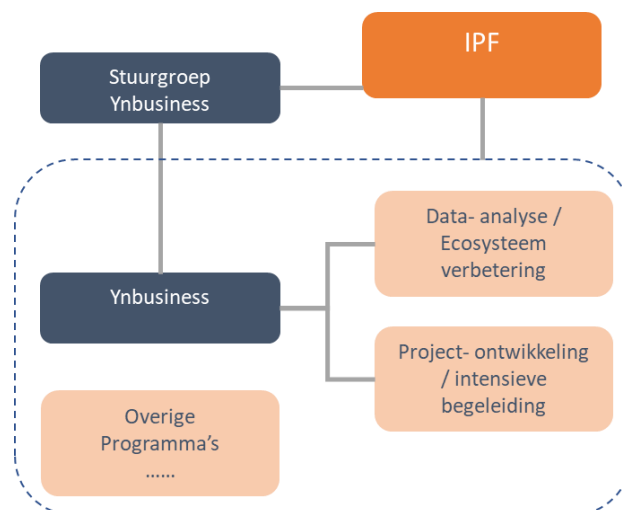 IPF
Stuurgroep
Ynbusiness
Data- analyse /
Ecosysteem
verbetering
Ynbusiness
Project- ontwikkeling
/ intensieve
begeleiding
Overige
Programma’s
……